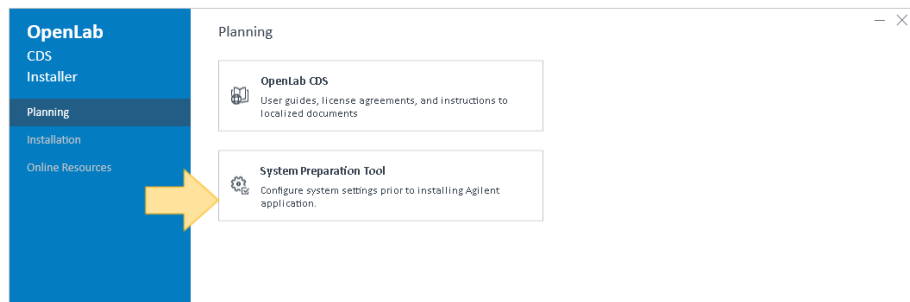 OpenLab
CDS
Installer
Planning
Installation
Online Resources
Planning
OpenLab CDS
User guides, license agreements, and instructions to
localized documents
System Preparation Tool
Configure system settings prior to installing Agilent
application.